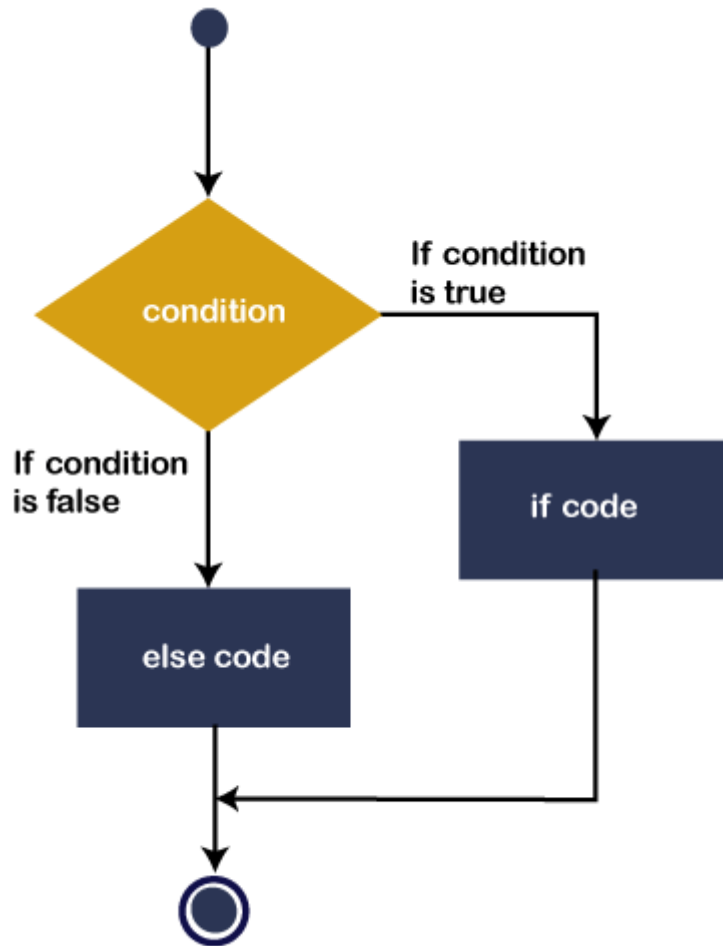 condition
If condition
is true
If condition
is false
if code
else code